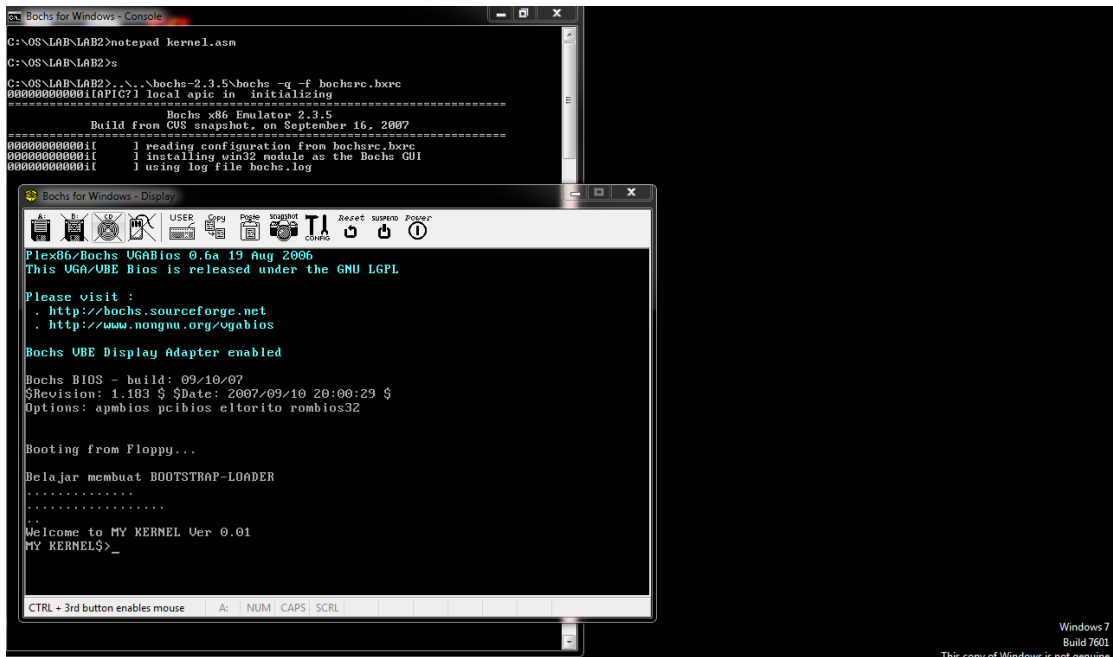 Bochs for Windows - Console
C:\OS\LAB\LAB2>notepad kernel.asm
C:\OS\LAB\LAB2>s
C:\OS\LAB\LAB2>..\..\bochs-2.3.5\bochs -q -f bochsrc.bxrc
00000000000i[APIC?] local apic in  initializing
========================================================================
Bochs x86 Emulator 2.3.5
Build from CVS snapshot, on September 16, 2007
========================================================================
00000000000i[     ] reading configuration from bochsrc.bxrc
00000000000i[     ] installing win32 module as the Bochs GUI
00000000000i[     ] using log file bochs.log
Bochs for Windows - Display
A: B: CD USER Copy Paste snapshot CONFIG Reset SUSPEND Power
Plex86/Bochs VGABios 0.6a 19 Aug 2006
This VGA/VBE Bios is released under the GNU LGPL
Please visit :
. http://bochs.sourceforge.net
. http://www.nongnu.org/vgabios
Bochs VBE Display Adapter enabled
Bochs BIOS - build: 09/10/07
$Revision: 1.183 $ $Date: 2007/09/10 20:00:29 $
Options: apmbios pcibios eltorito rombios32
Booting from Floppy...
Belajar membuat BOOTSTRAP-LOADER
..............
..................
..
Welcome to MY KERNEL Ver 0.01
MY KERNEL$>_
CTRL + 3rd button enables mouse A: NUM CAPS SCRL
Windows 7
Build 7601
This copy of Windows is not genuine